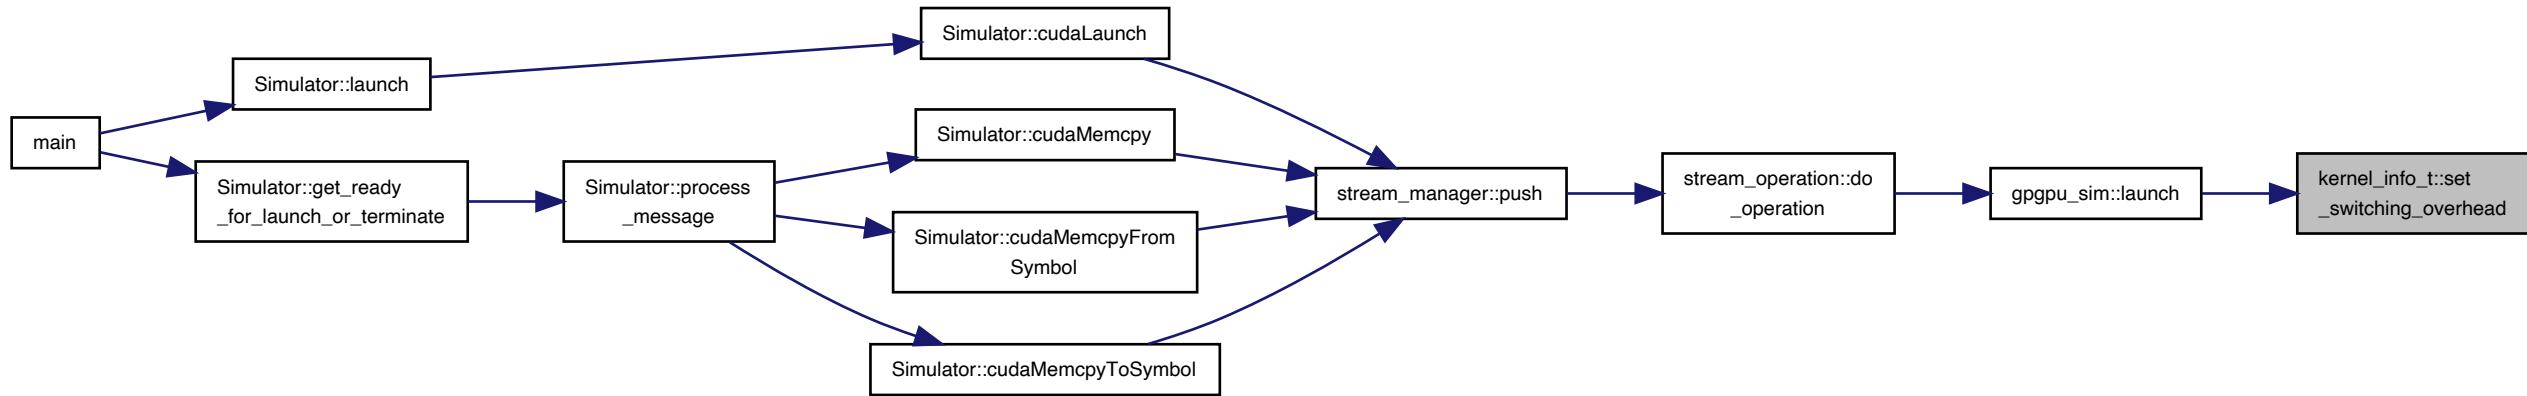 main
Simulator::launch
Simulator::get_ready
_for_launch_or_terminate
Simulator::process
_message
Simulator::cudaLaunch
Simulator::cudaMemcpy
Simulator::cudaMemcpyFrom
Symbol
Simulator::cudaMemcpyToSymbol
stream_manager::push
stream_operation::do
_operation
gpgpu_sim::launch
kernel_info_t::set
_switching_overhead